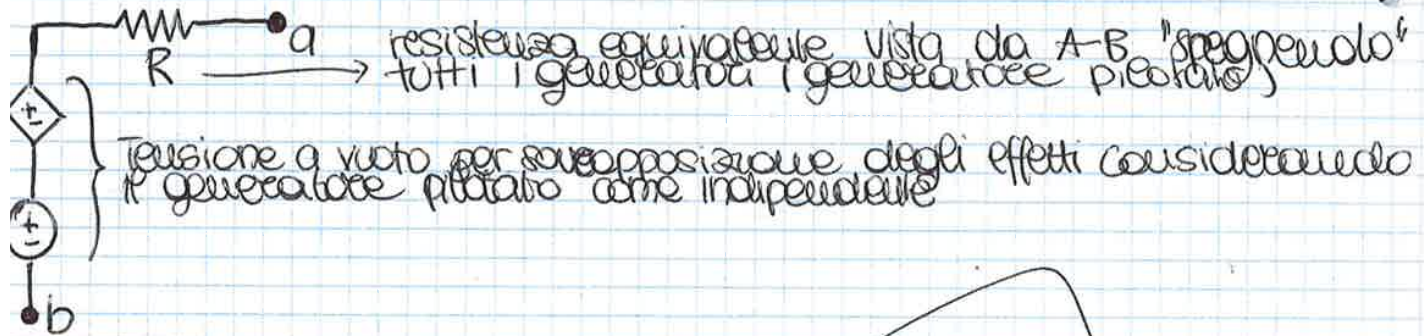 a
R → resistenza equivalente vista da A-B "spegnendo"
tutti i generatori (generatore pilotato)
Tensione a vuoto per sovrapposizione degli effetti considerando
il generatore pilotato come indipendente
b